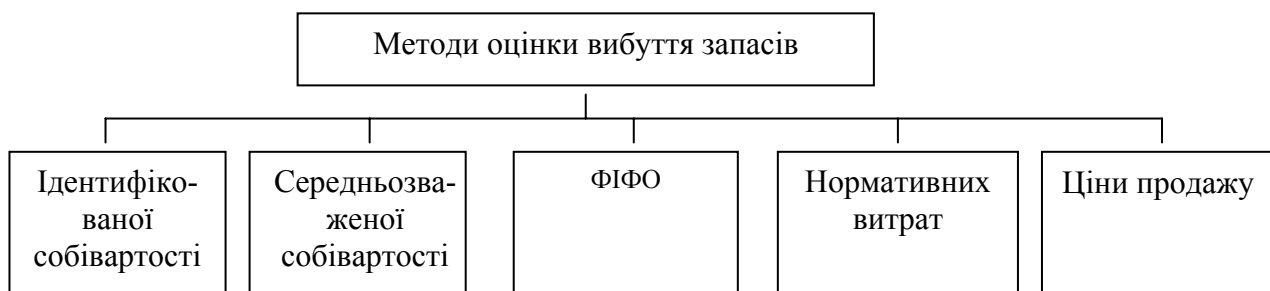 Методи оцінки вибуття запасів
Ідентифіко-
ваної
собівартості
Середньозва-
женої
собівартості
ФІФО
Нормативних
витрат
Ціни продажу